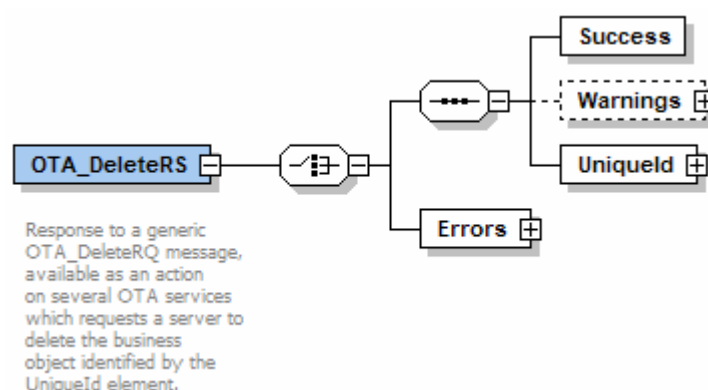 Success
Warnings
OTA_DeleteRS
UniqueId
Errors
Response to a generic
OTA_DeleteRQ message,
available as an action
on several OTA services
which requests a server to
delete the business
object identified by the
UniqueId element.